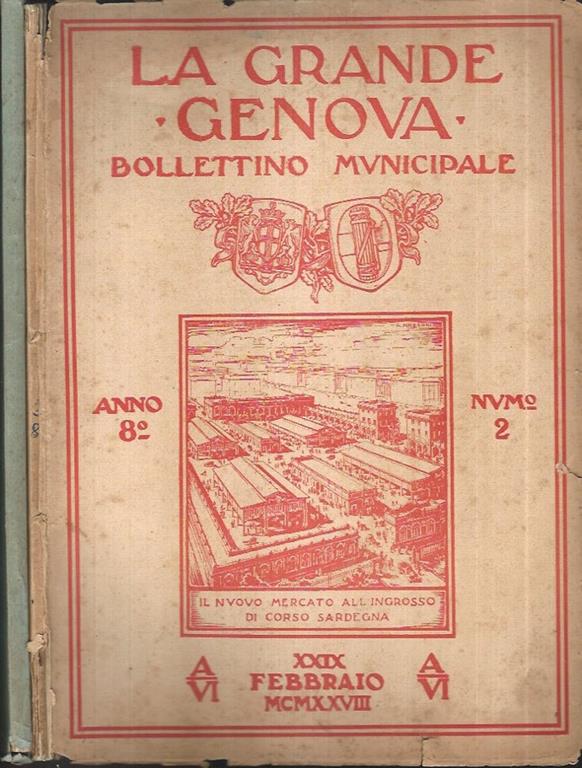 LA GRANDE
· GENOVA ·
BOLLETTINO MVNICIPALE
ANNO
8º
NVMº
2
IL NVOVO MERCATO ALL'INGROSSO
DI CORSO SARDEGNA
A
VI
XXIX
FEBBRAIO
MCMXXVIII
A
VI
8